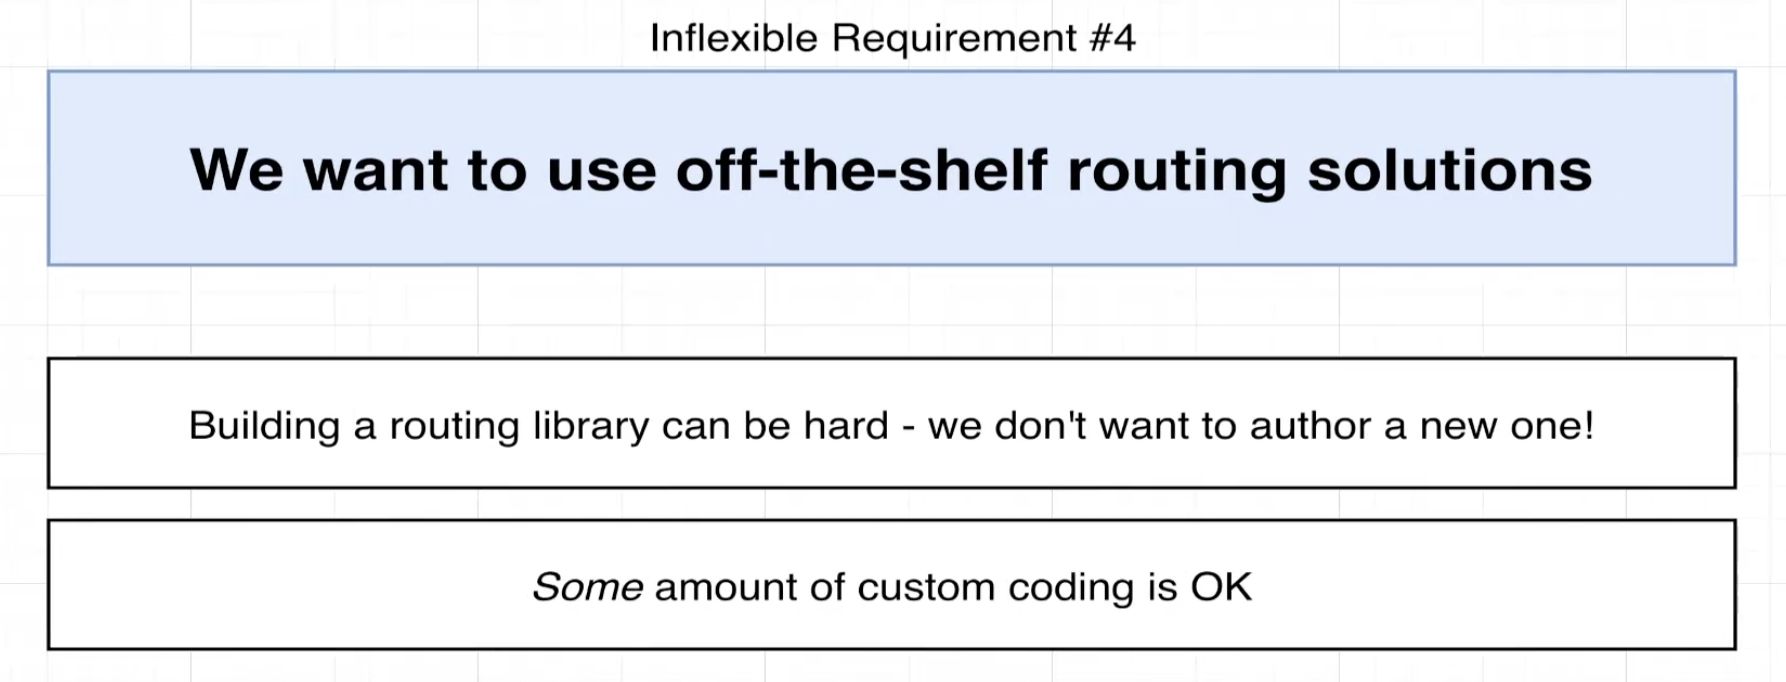 Inflexible Requirement #4
We want to use off-the-shelf routing solutions
Building a routing library can be hard - we don't want to author a new one!
Some amount of custom coding is OK